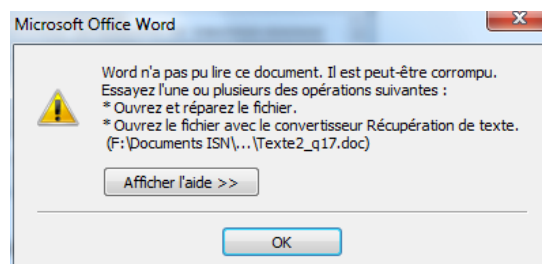 Microsoft Office Word
Word n'a pas pu lire ce document. Il est peut-être corrompu.
Essayez l'une ou plusieurs des opérations suivantes :
* Ouvrez et réparez le fichier.
* Ouvrez le fichier avec le convertisseur Récupération de texte.
(F:\Documents ISN\...\Texte2_q17.doc)
Afficher l'aide >>
OK